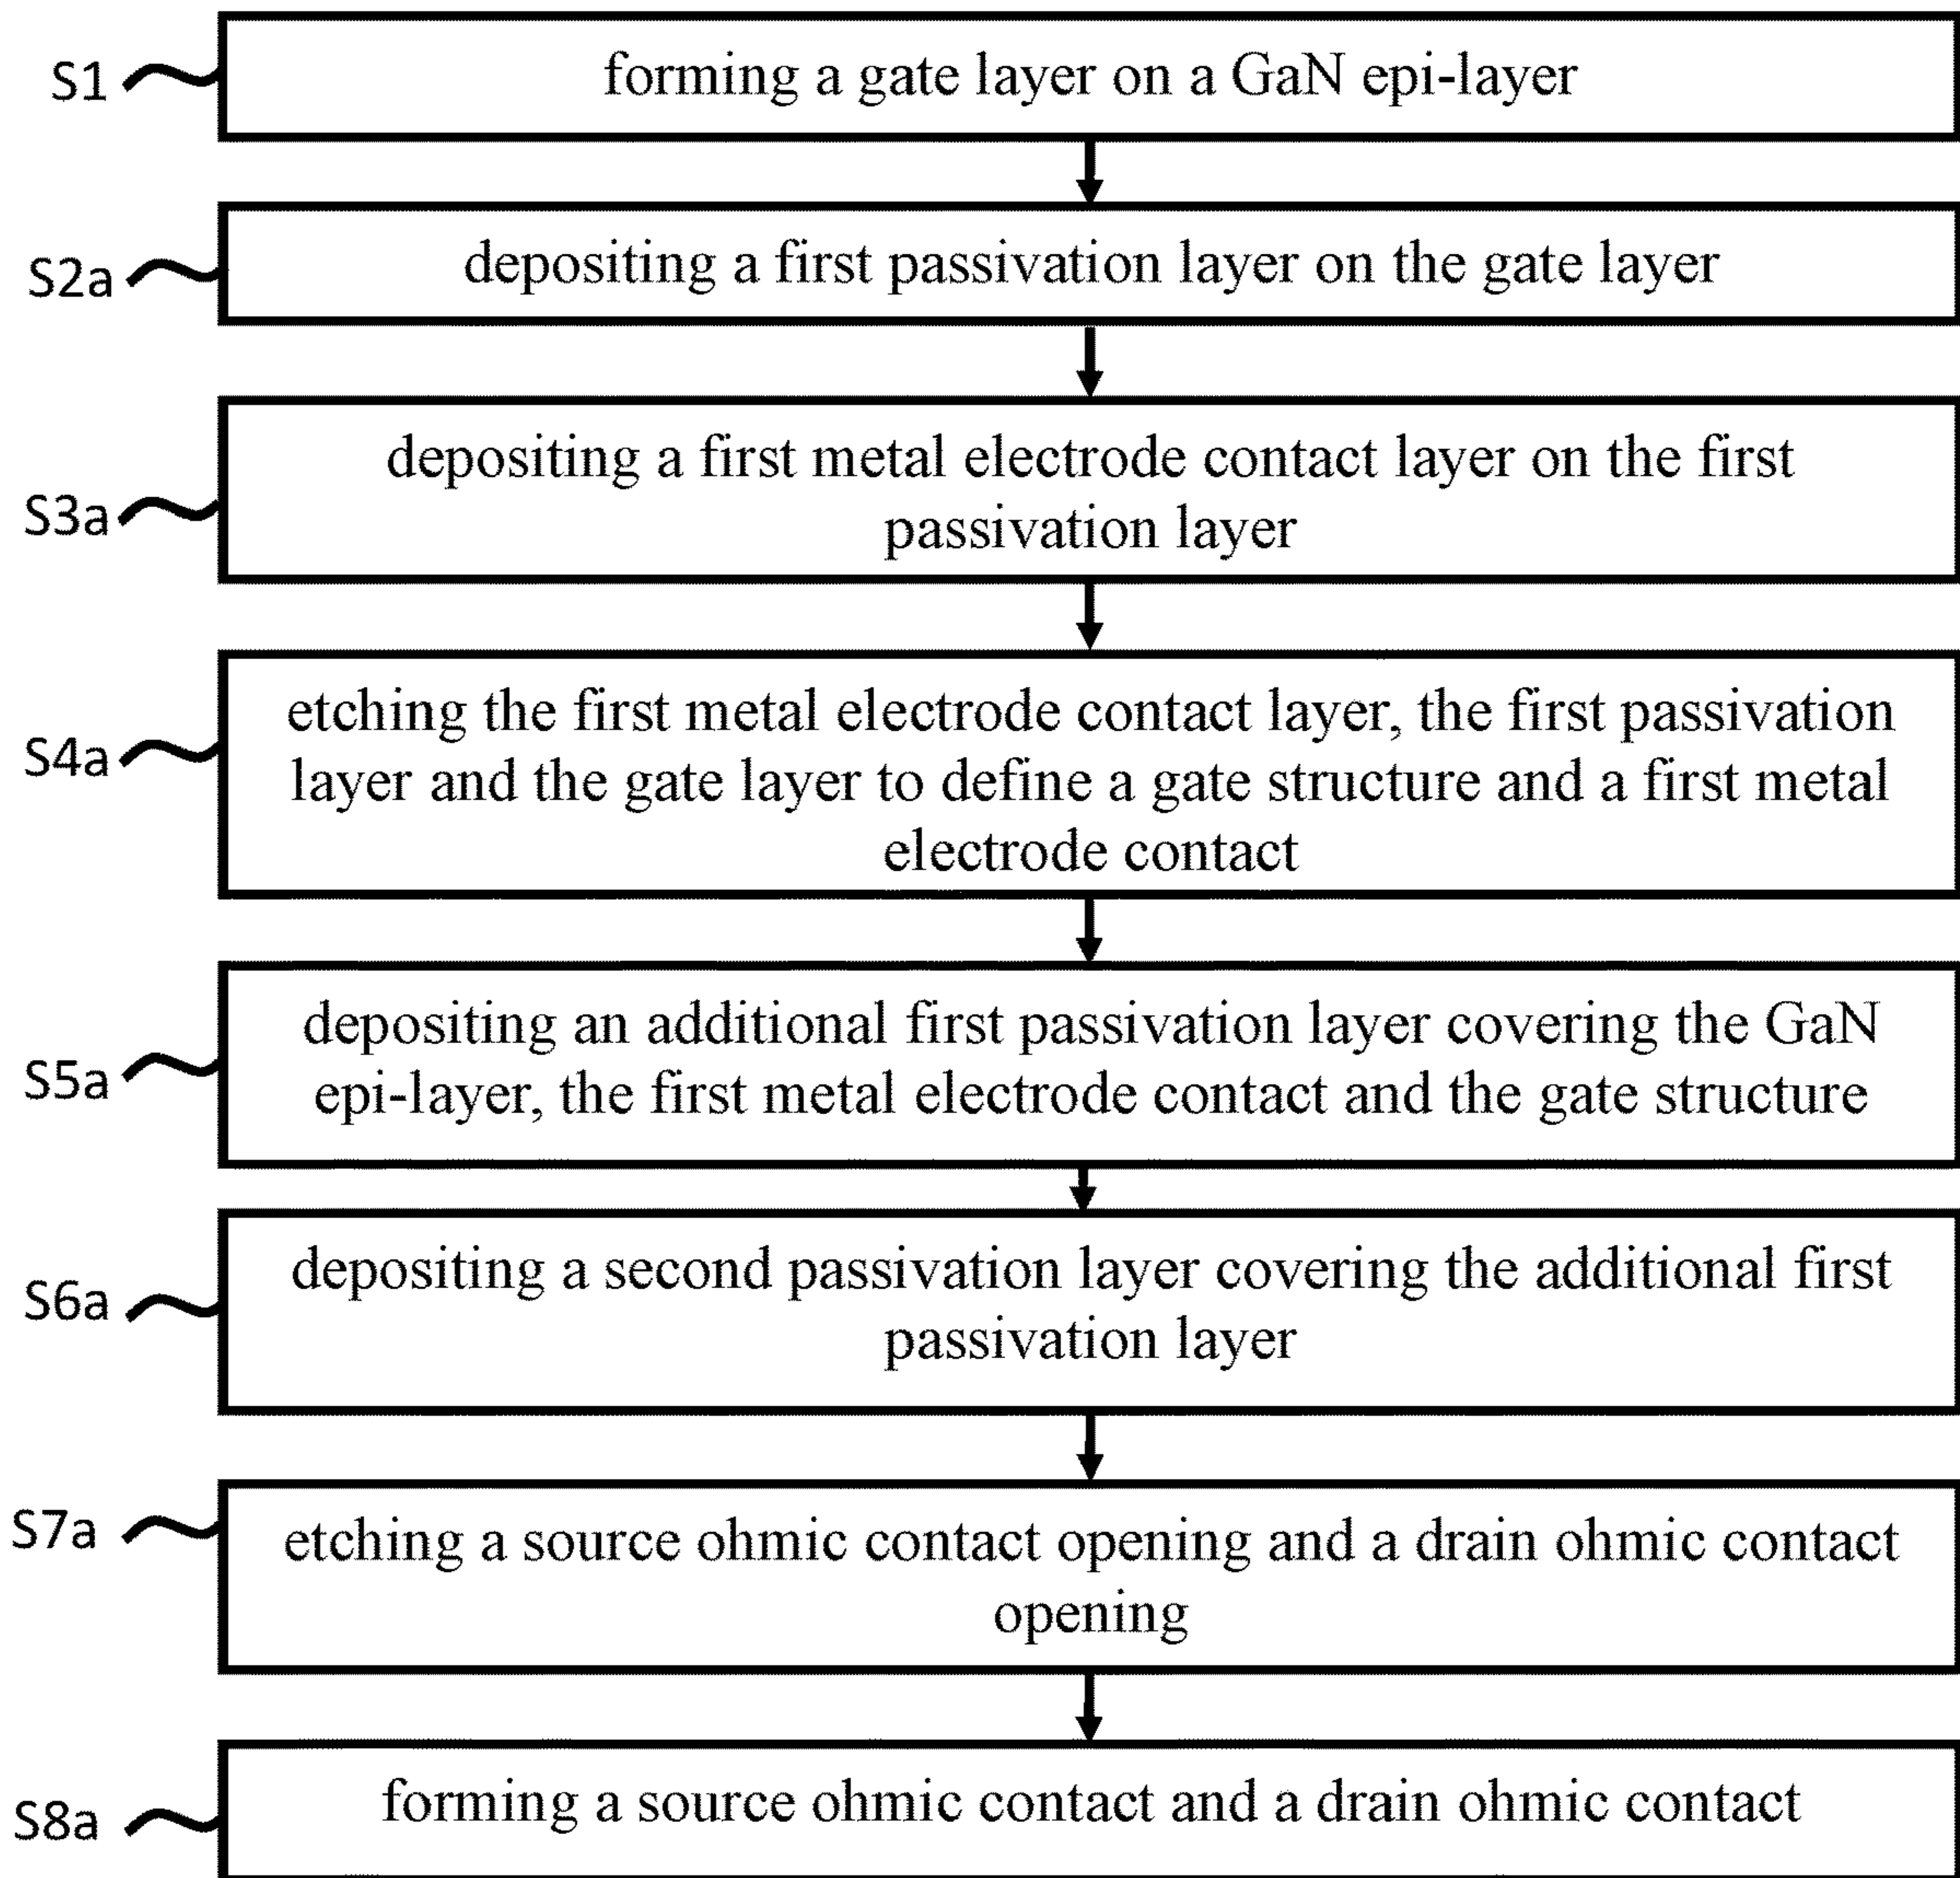 S1
forming a gate layer on a GaN epi-layer
S2a
depositing a first passivation layer on the gate layer
S3a
depositing a first metal electrode contact layer on the first
passivation layer
S4a
etching the first metal electrode contact layer, the first passivation
layer and the gate layer to define a gate structure and a first metal
electrode contact
S5a
depositing an additional first passivation layer covering the GaN
epi-layer, the first metal electrode contact and the gate structure
S6a
depositing a second passivation layer covering the additional first
passivation layer
S7a
etching a source ohmic contact opening and a drain ohmic contact
opening
S8a
forming a source ohmic contact and a drain ohmic contact